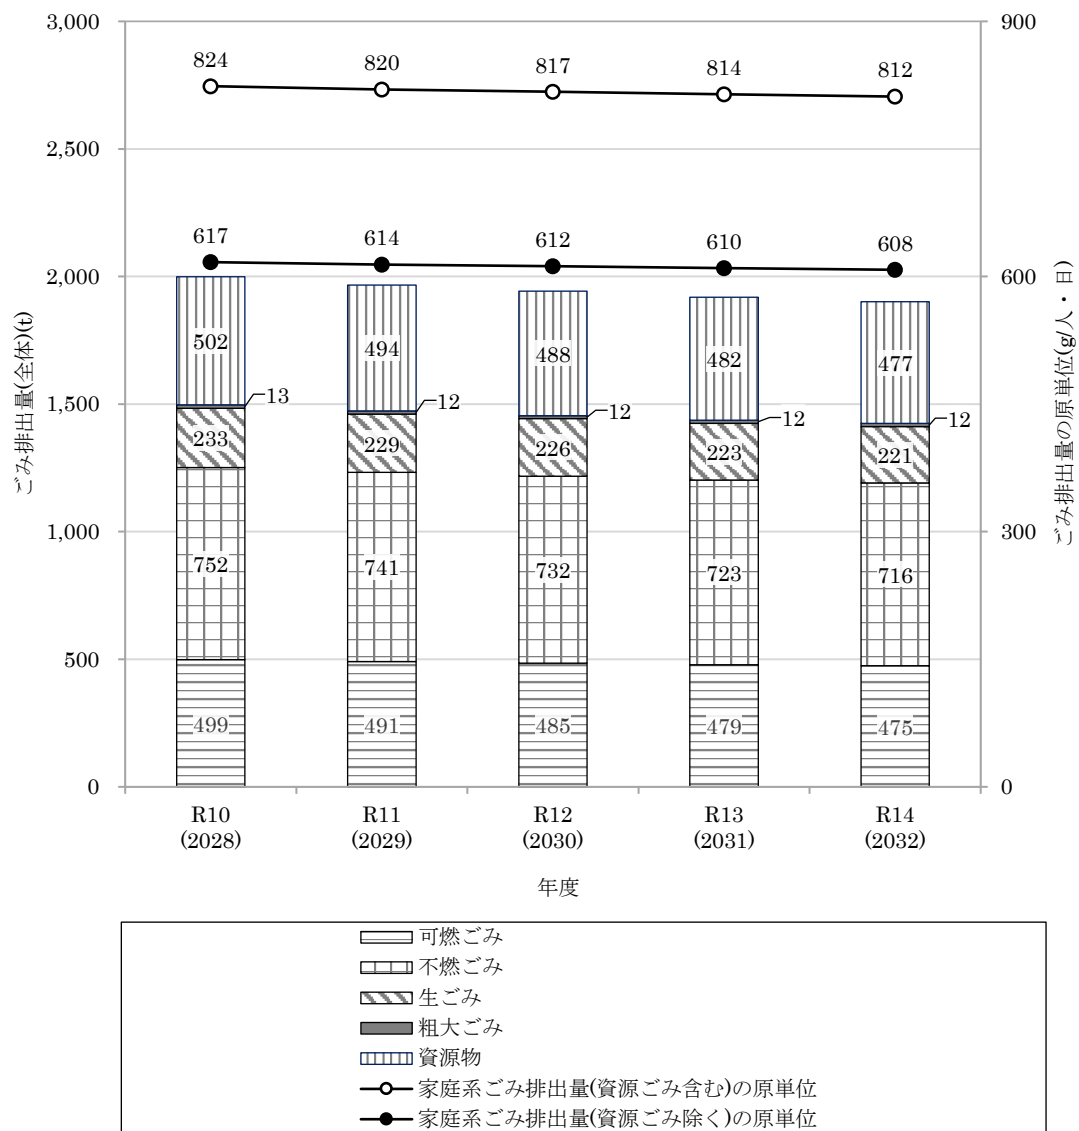 3,000
2,500
2,000
1,500
1,000
500
0
ごみ排出量(全体)(t)
900
600
300
0
ごみ排出量の原単位(g/人・日)
824 820 817 814 812
617 614 612 610 608
502 494 488 482 477
13 12 12 12 12
233 229 226 223 221
752 741 732 723 716
499 491 485 479 475
R10 R11 R12 R13 R14
(2028) (2029) (2030) (2031) (2032)
年度
可燃ごみ
不燃ごみ
生ごみ
粗大ごみ
資源物
家庭系ごみ排出量(資源ごみ含む)の原単位
家庭系ごみ排出量(資源ごみ除く)の原単位